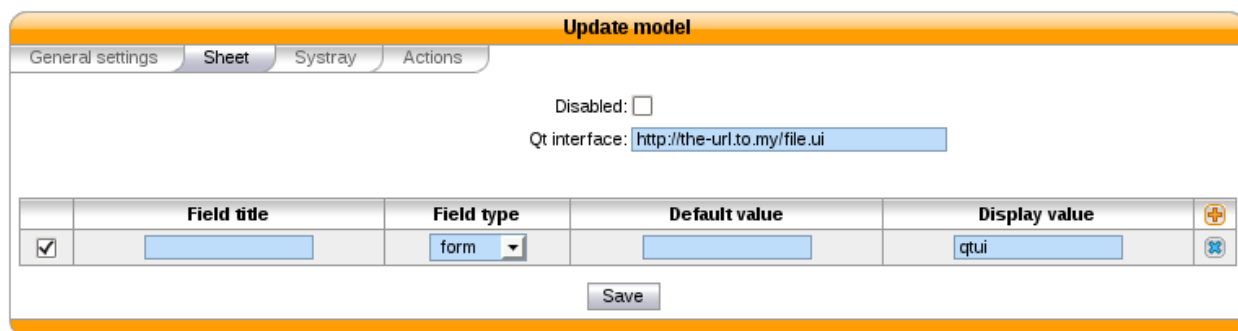 Update model
General settings Sheet Systray Actions
Disabled:
Qt interface: http://the-url.to.my/file.ui
Field title Field type Default value Display value
form qtui
Save